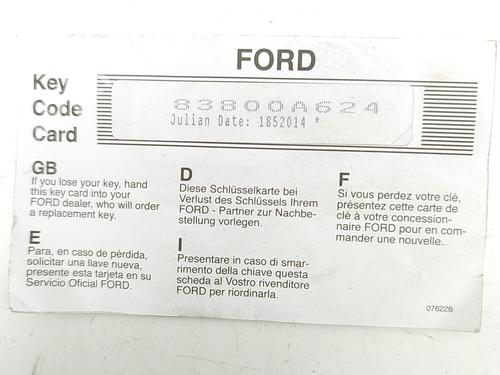 FORD
Key
Code
Card
83800A624
Julian Date: 1852014 *
GB
If you lose your key, hand
this key card into your
FORD dealer, who will order
a replacement key.
D
Diese Schlüsselkarte bei
Verlust des Schlüssels Ihrem
FORD - Partner zur Nachbe-
stellung vorlegen.
F
Si vous perdez votre clé,
présentez cette carte de
clé à votre concession-
naire FORD pour en com-
mander une nouvelle.
E
Para, en caso de pérdida,
solicitar una llave nueva,
presente esta tarjeta en su
Servicio Oficial FORD.
I
Presentare in caso di smar-
rimento della chiave questa
scheda al Vostro rivenditore
FORD per riordinarla.
076228